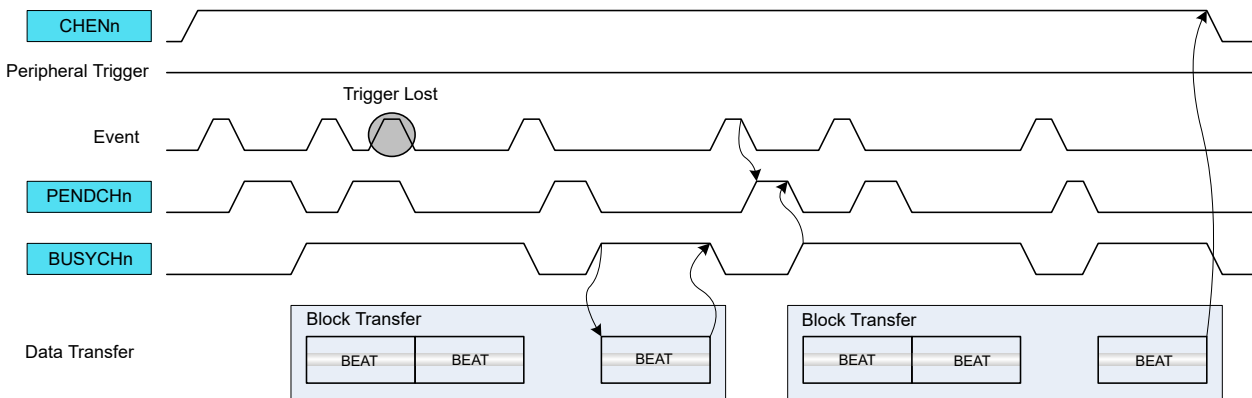 CHENn
Peripheral Trigger
Trigger Lost
Event
PENDCHn
BUSYCHn
Block Transfer
Block Transfer
Data Transfer
BEAT
BEAT
BEAT
BEAT
BEAT
BEAT